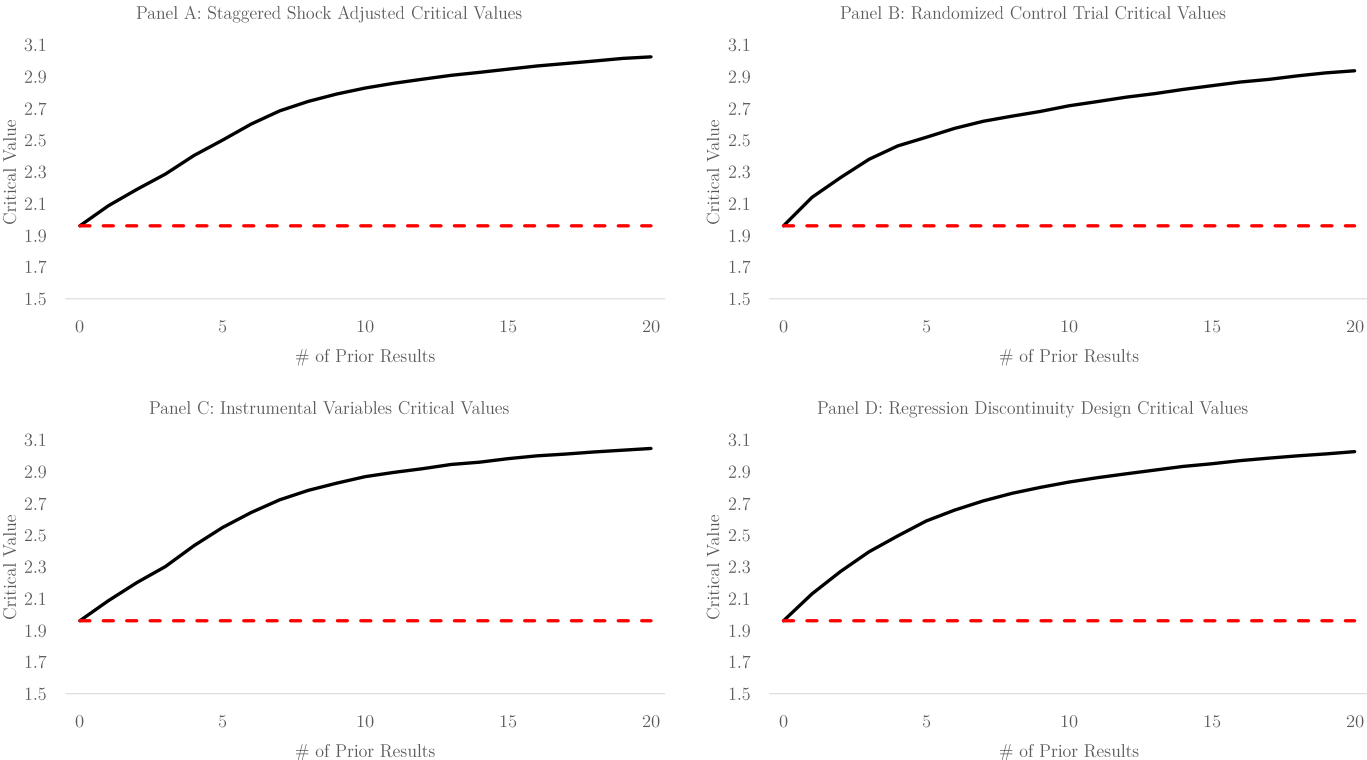 Panel A: Staggered Shock Adjusted Critical Values
3.1
2.9
2.7
2.5
2.3
2.1
1.9
1.7
1.5
Critical Value
0 5 10 15 20
# of Prior Results
Panel B: Randomized Control Trial Critical Values
3.1
2.9
2.7
2.5
2.3
2.1
1.9
1.7
1.5
Critical Value
0 5 10 15 20
# of Prior Results
Panel C: Instrumental Variables Critical Values
3.1
2.9
2.7
2.5
2.3
2.1
1.9
1.7
1.5
Critical Value
0 5 10 15 20
# of Prior Results
Panel D: Regression Discontinuity Design Critical Values
3.1
2.9
2.7
2.5
2.3
2.1
1.9
1.7
1.5
Critical Value
0 5 10 15 20
# of Prior Results